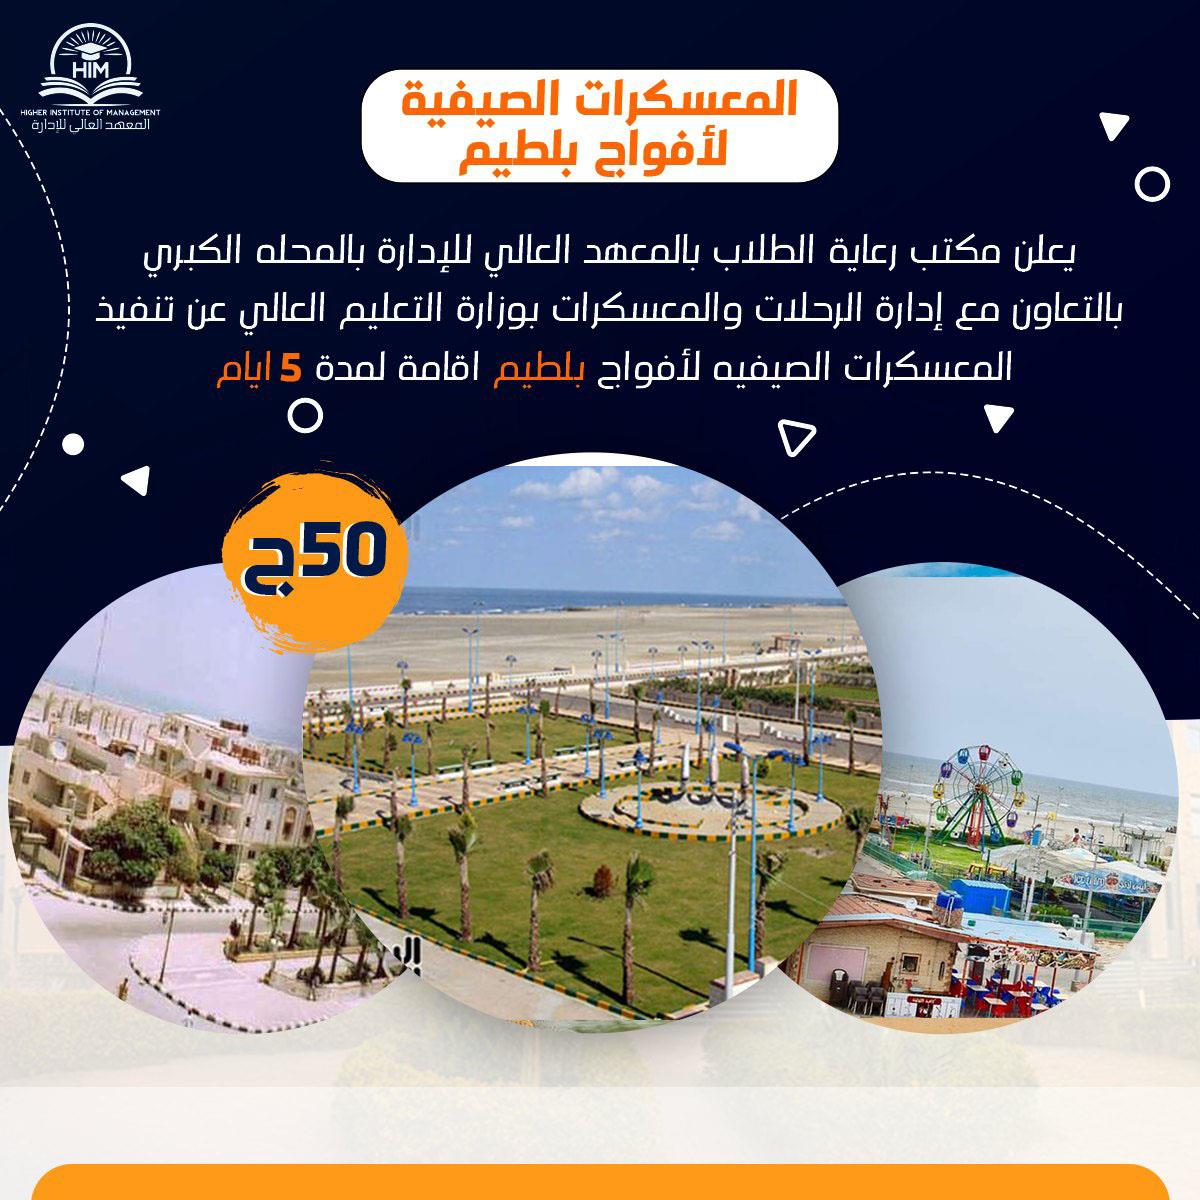 HIM
HIGHER INSTITUTE OF MANAGEMENT
المعهد العالي للإدارة
المعسكرات الصيفية
لأفواج بلطيم
يعلن مكتب رعاية الطلاب بالمعهد العالي للإدارة بالمحله الكبري
بالتعاون مع إدارة الرحلات والمعسكرات بوزارة التعليم العالي عن تنفيذ
المعسكرات الصيفيه لأفواج بلطيم اقامة لمدة 5 ايام
50ج